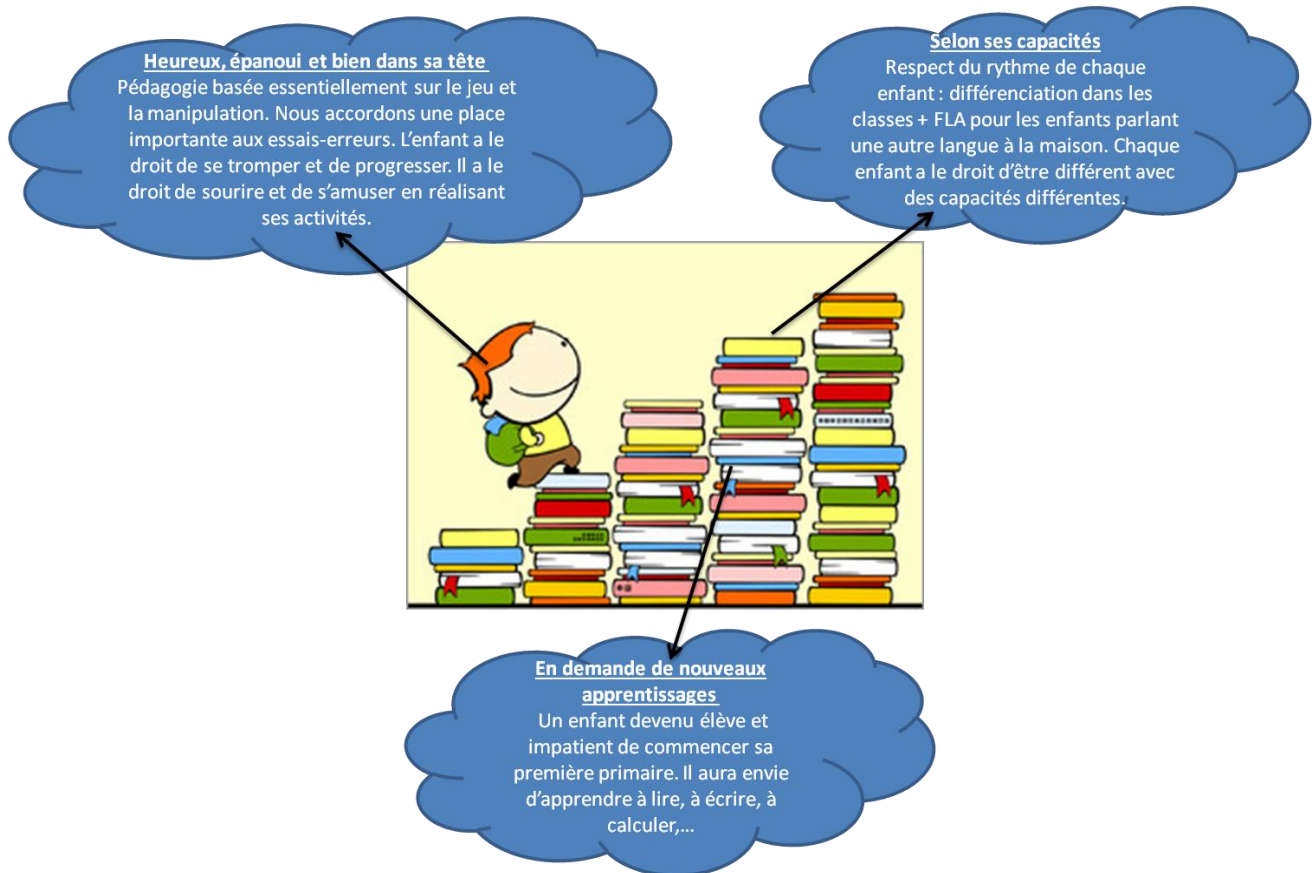 Heureux, épanoui et bien dans sa tête
Pédagogie basée essentiellement sur le jeu et
la manipulation. Nous accordons une place
importante aux essais-erreurs. L'enfant a le
droit de se tromper et de progresser. Il a le
droit de sourire et de s'amuser en réalisant
ses activités.
Selon ses capacités
Respect du rythme de chaque
enfant : différenciation dans les
classes + FLA pour les enfants parlant
une autre langue à la maison. Chaque
enfant a le droit d'être différent avec
des capacités différentes.
En demande de nouveaux
apprentissages
Un enfant devenu élève et
impatient de commencer sa
première primaire. Il aura envie
d'apprendre à lire, à écrire, à
calculer,...